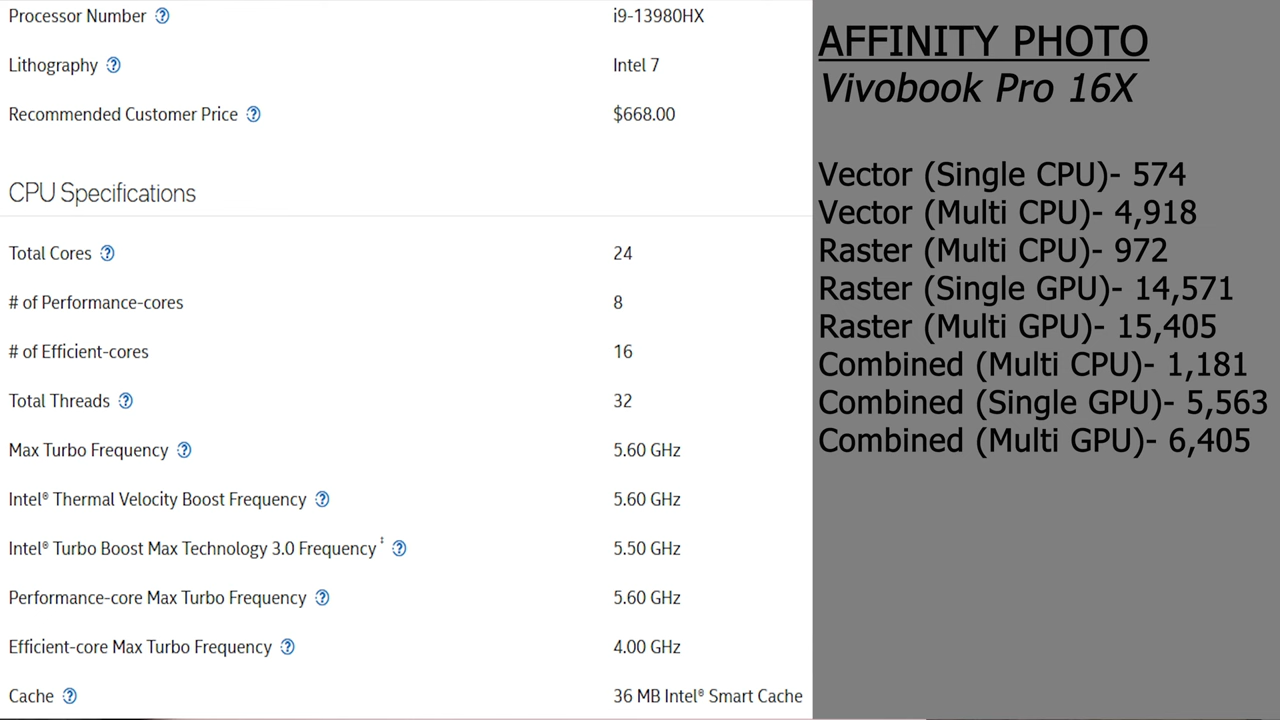 Processor Number i9-13980HX
Lithography Intel 7
Recommended Customer Price $668.00
CPU Specifications
Total Cores 24
# of Performance-cores 8
# of Efficient-cores 16
Total Threads 32
Max Turbo Frequency 5.60 GHz
Intel® Thermal Velocity Boost Frequency 5.60 GHz
Intel® Turbo Boost Max Technology 3.0 Frequency ‡ 5.50 GHz
Performance-core Max Turbo Frequency 5.60 GHz
Efficient-core Max Turbo Frequency 4.00 GHz
Cache 36 MB Intel® Smart Cache
AFFINITY PHOTO
Vivobook Pro 16X
Vector (Single CPU)- 574
Vector (Multi CPU)- 4,918
Raster (Multi CPU)- 972
Raster (Single GPU)- 14,571
Raster (Multi GPU)- 15,405
Combined (Multi CPU)- 1,181
Combined (Single GPU)- 5,563
Combined (Multi GPU)- 6,405